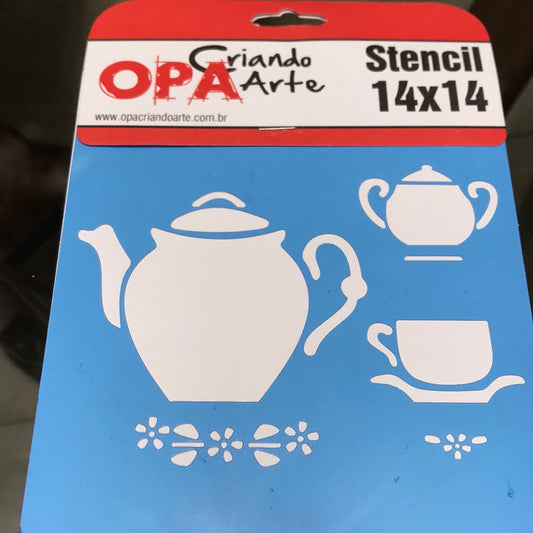 OPA Criando Arte
www.opacriandoarte.com.br
Stencil
14x14